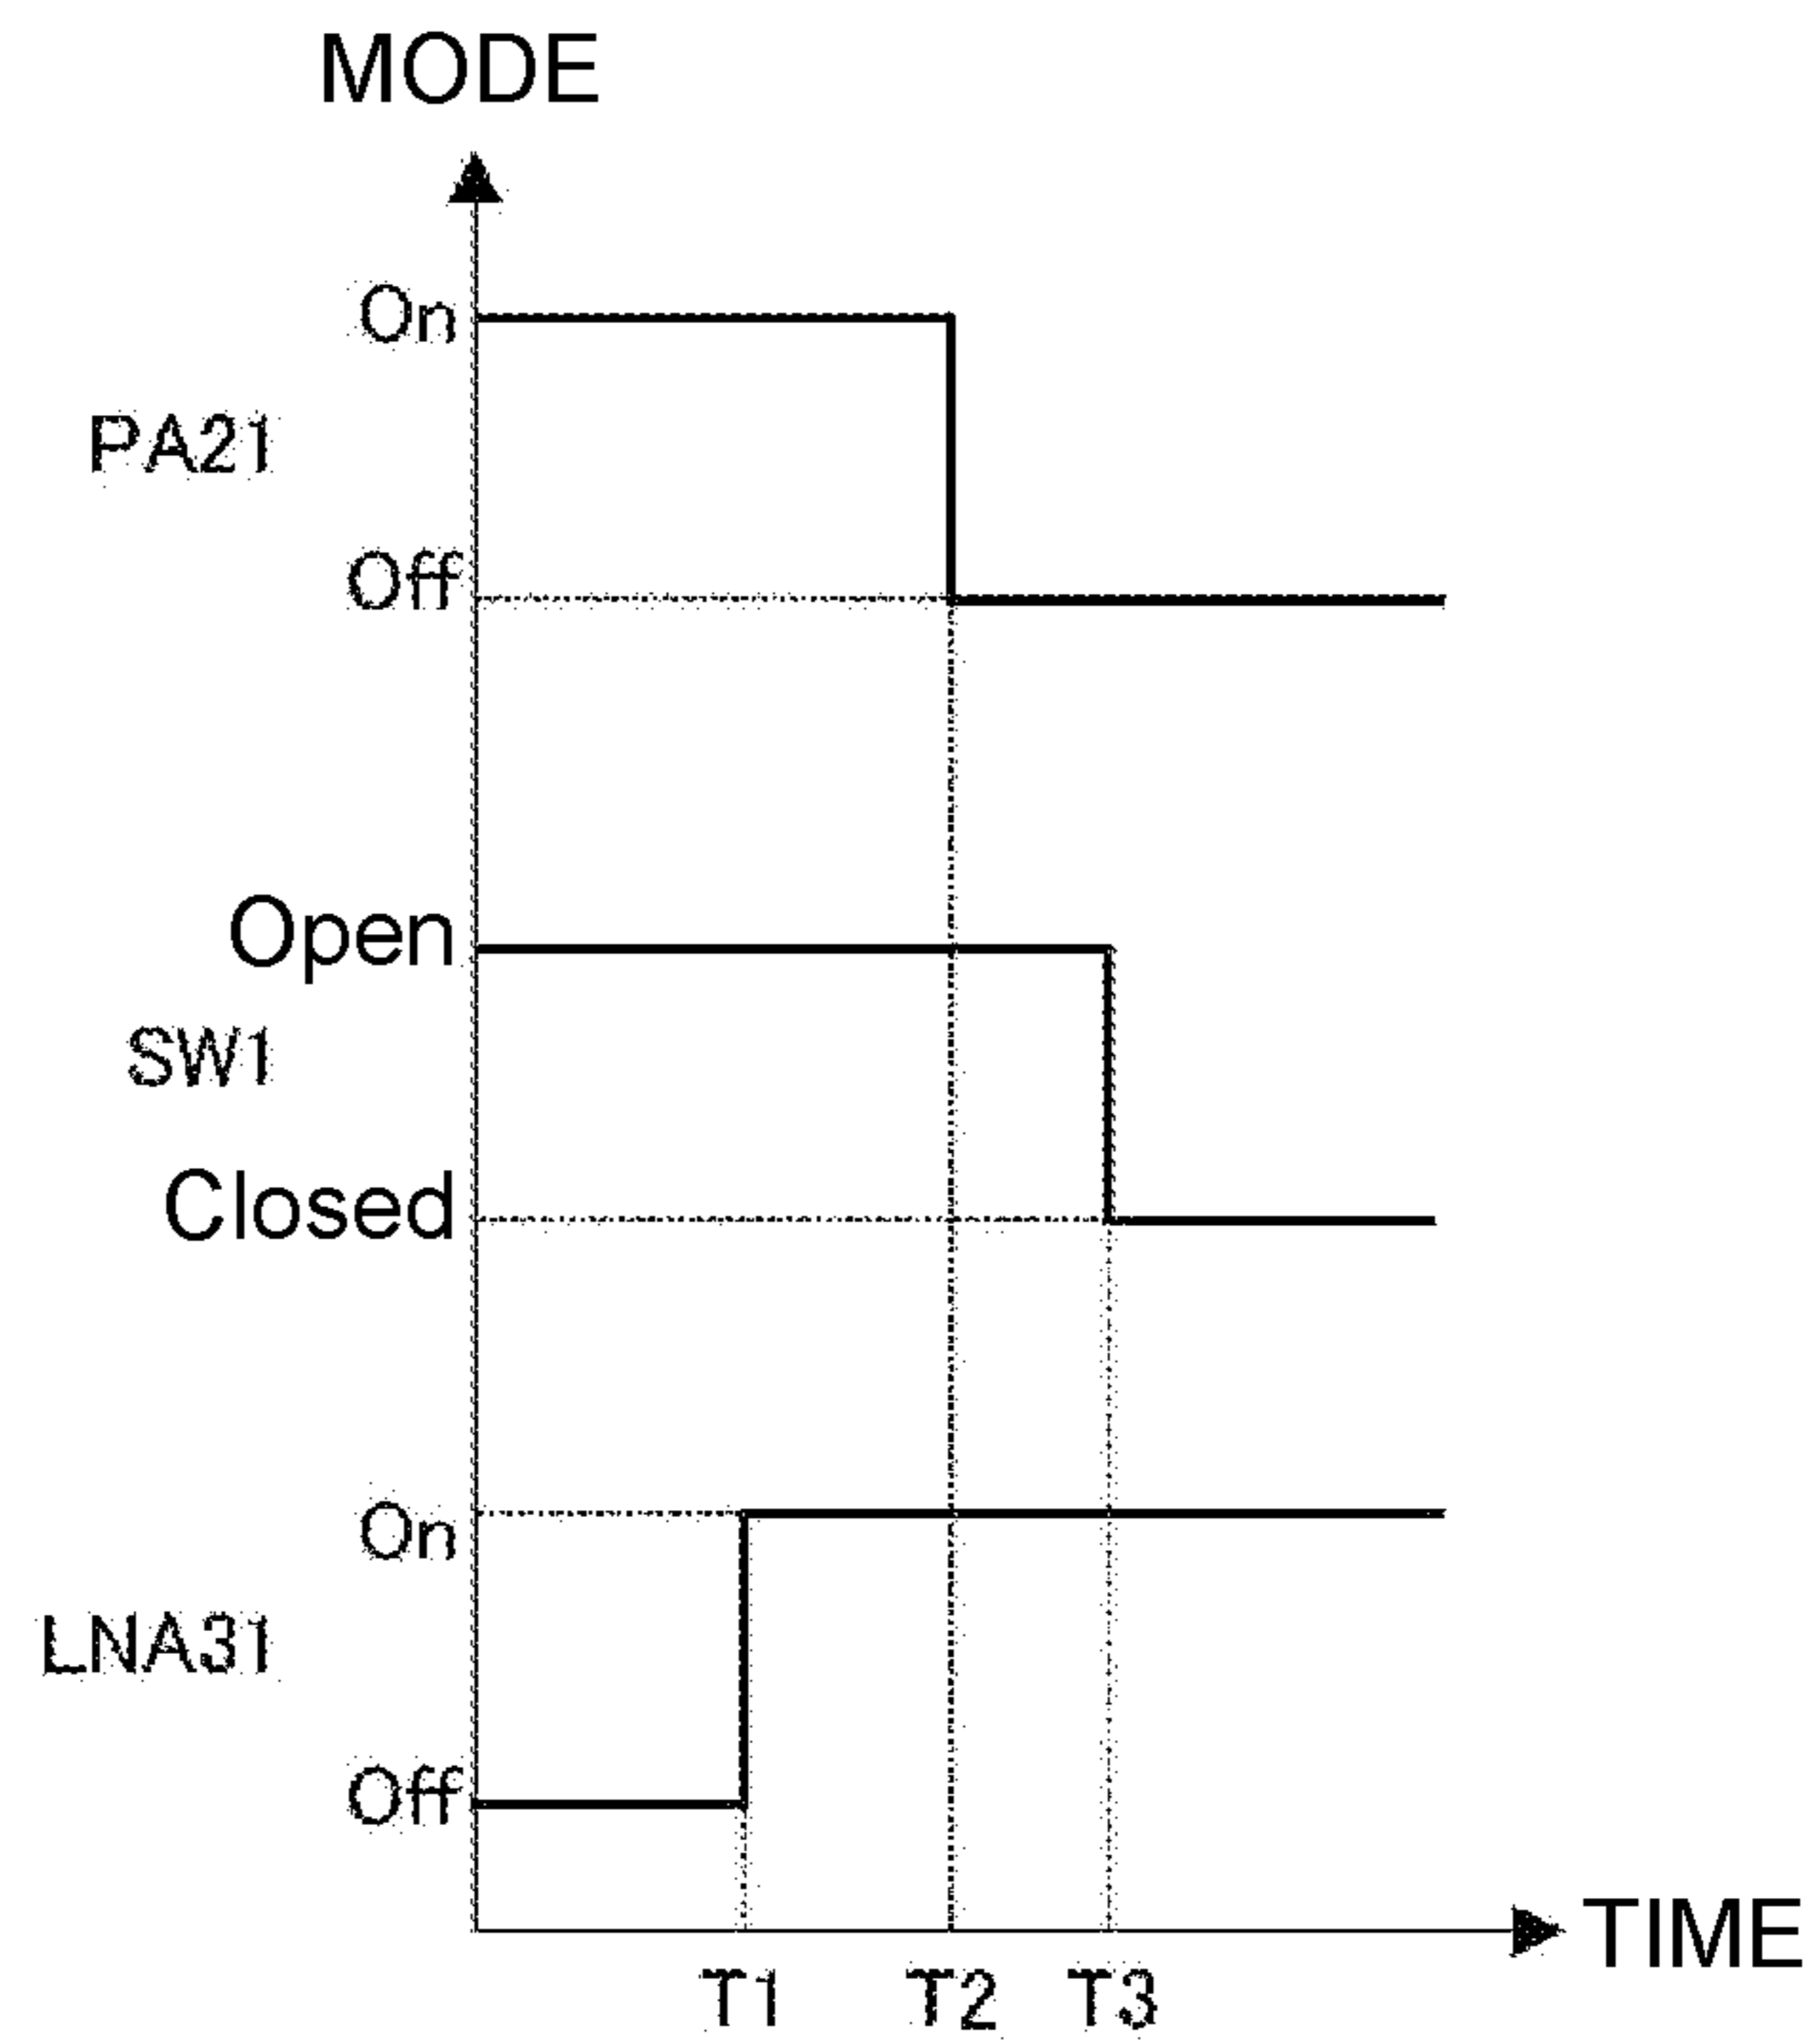 MODE
On
PA21
Off
Open
SW1
Closed
On
LNA31
Off
TIME
T1 T2 T3